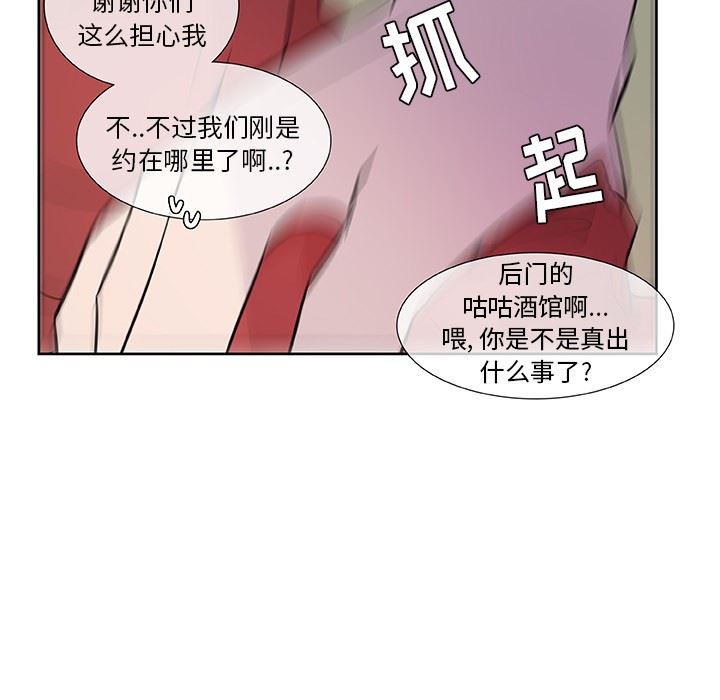 谢谢你们
这么担心我
抓
起
不..不过我们刚是
约在哪里了啊..?
后门的
咕咕酒馆啊...
喂, 你是不是真出
什么事了?